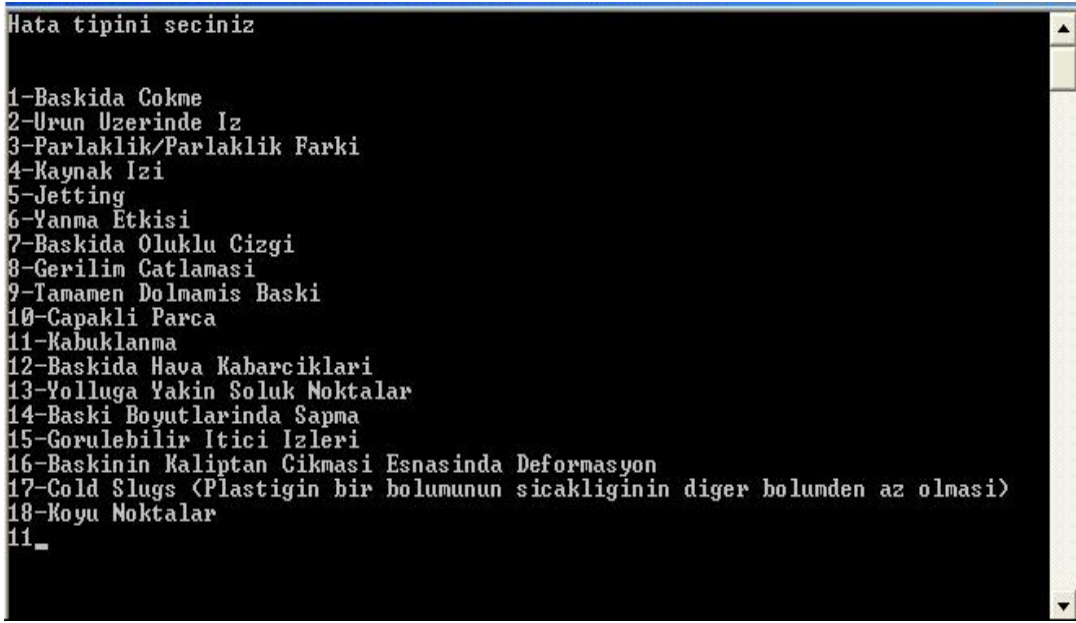 Hata tipini seciniz
1-Baskida Cokme
2-Urun Uzerinde Iz
3-Parlaklik/Parlaklik Farki
4-Kaynak Izi
5-Jetting
6-Yanma Etkisi
7-Baskida Oluklu Cizgi
8-Gerilim Catlamasi
9-Tamamen Dolmamis Baski
10-Capakli Parca
11-Kabuklanma
12-Baskida Hava Kabarciklari
13-Yolluga Yakin Soluk Noktalar
14-Baski Boyutlarinda Sapma
15-Gorulebilir Itici Izleri
16-Baskinin Kaliptan Cikmasi Esnasinda Deformasyon
17-Cold Slugs (Plastigin bir bolumunun sicakliginin diger bolumden az olmasi)
18-Koyu Noktalar
11_